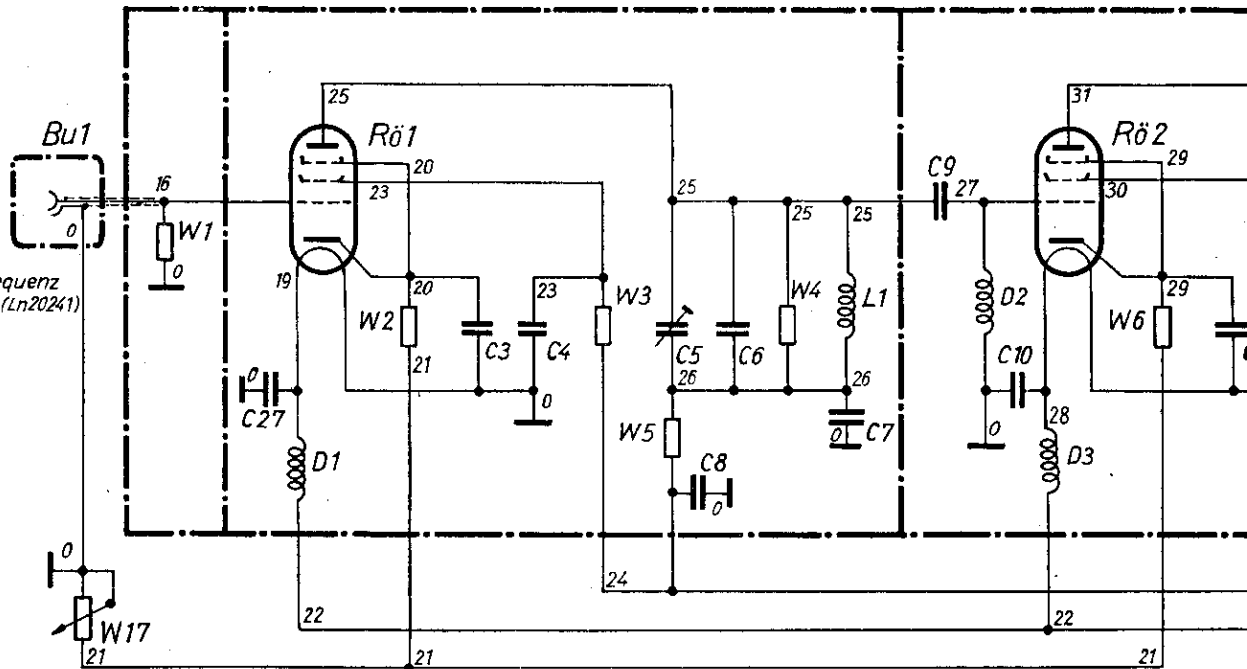 25
31
Bu1
Rö1
Rö2
20
29
16
23
C9
27
30
25
25
25
0
W1
0
19
20
23
W3
W4
L1
D2
29
equenz
(Ln20241)
W2
C3
C4
C5
C6
W6
21
C10
0
26
26
C27
0
W5
0
C7
0
28
D1
C8
D3
0
0
24
22
22
W17
21
21
21